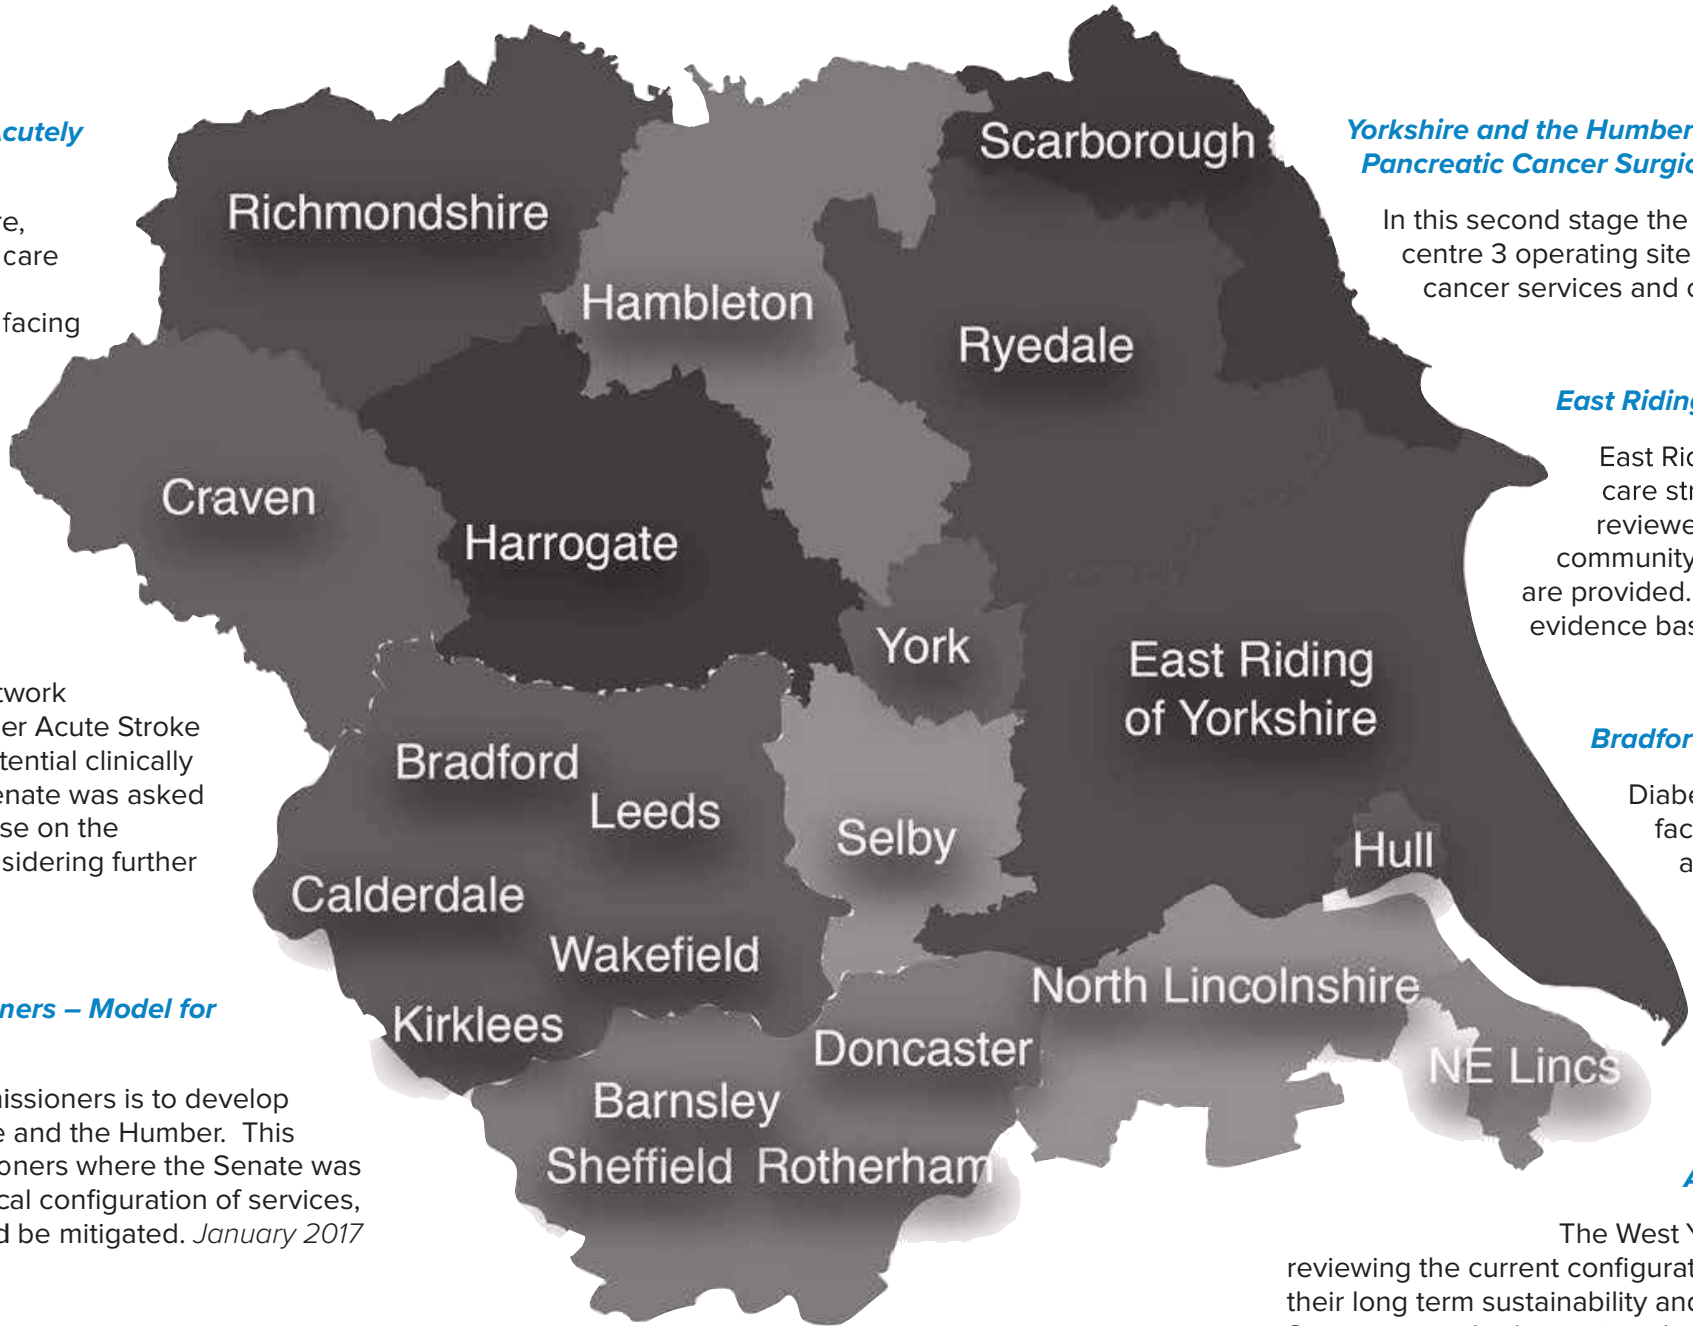 cutely
re,
care
facing
twork
er Acute Stroke
tential clinically
enate was asked
se on the
sidering further
ners – Model for
issioners is to develop
e and the Humber. This
oners where the Senate was
cal configuration of services,
d be mitigated. January 2017
Richmondshire
Scarborough
Hambleton
Ryedale
Craven
Harrogate
York
East Riding
of Yorkshire
Bradford
Leeds
Selby
Hull
Calderdale
Wakefield
North Lincolnshire
Kirklees
Doncaster
NE Lincs
Barnsley
Sheffield
Rotherham
Yorkshire and the Humber
Pancreatic Cancer Surgic
In this second stage the
centre 3 operating site
cancer services and
East Riding
East Rid
care str
reviewe
community
are provided.
evidence bas
Bradfor
Diabe
fac
a
A
The West Y
reviewing the current configurat
their long term sustainability and